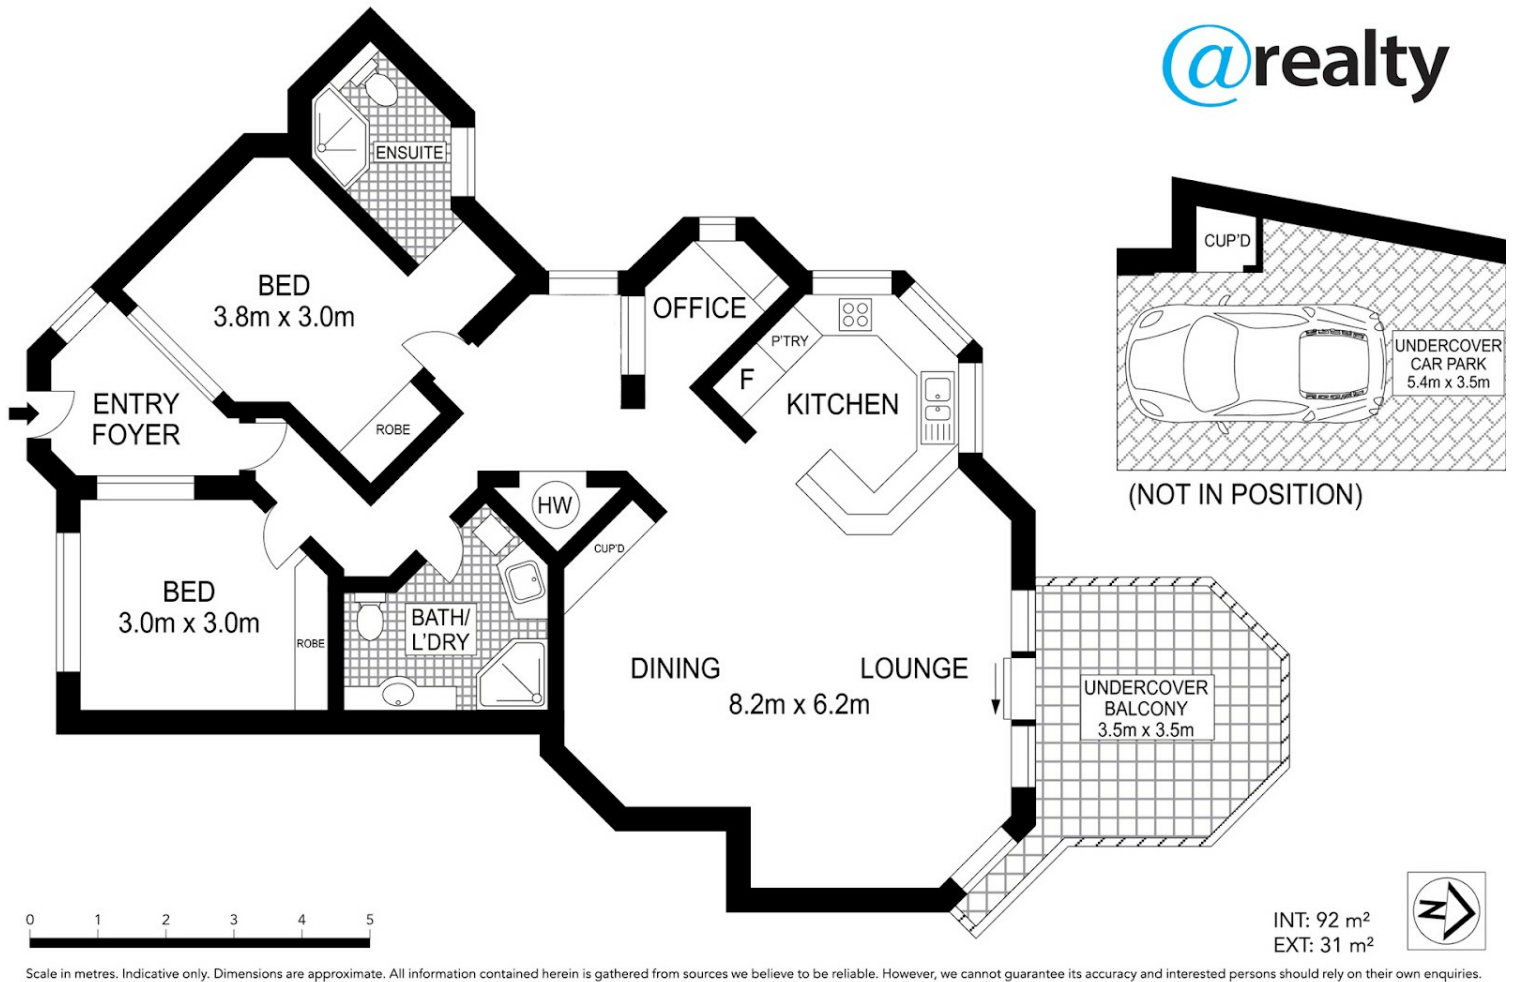 @realty
ENSUITE
BED
3.8m x 3.0m
OFFICE
P'TRY
F
KITCHEN
ENTRY
FOYER
ROBE
HW
CUP'D
BED
3.0m x 3.0m
ROBE
BATH/
L'DRY
DINING
LOUNGE
8.2m x 6.2m
UNDERCOVER
BALCONY
3.5m x 3.5m
CUP'D
UNDERCOVER
CAR PARK
5.4m x 3.5m
(NOT IN POSITION)
0 1 2 3 4 5
INT: 92 m²
EXT: 31 m²
N
Scale in metres. Indicative only. Dimensions are approximate. All information contained herein is gathered from sources we believe to be reliable. However, we cannot guarantee its accuracy and interested persons should rely on their own enquiries.